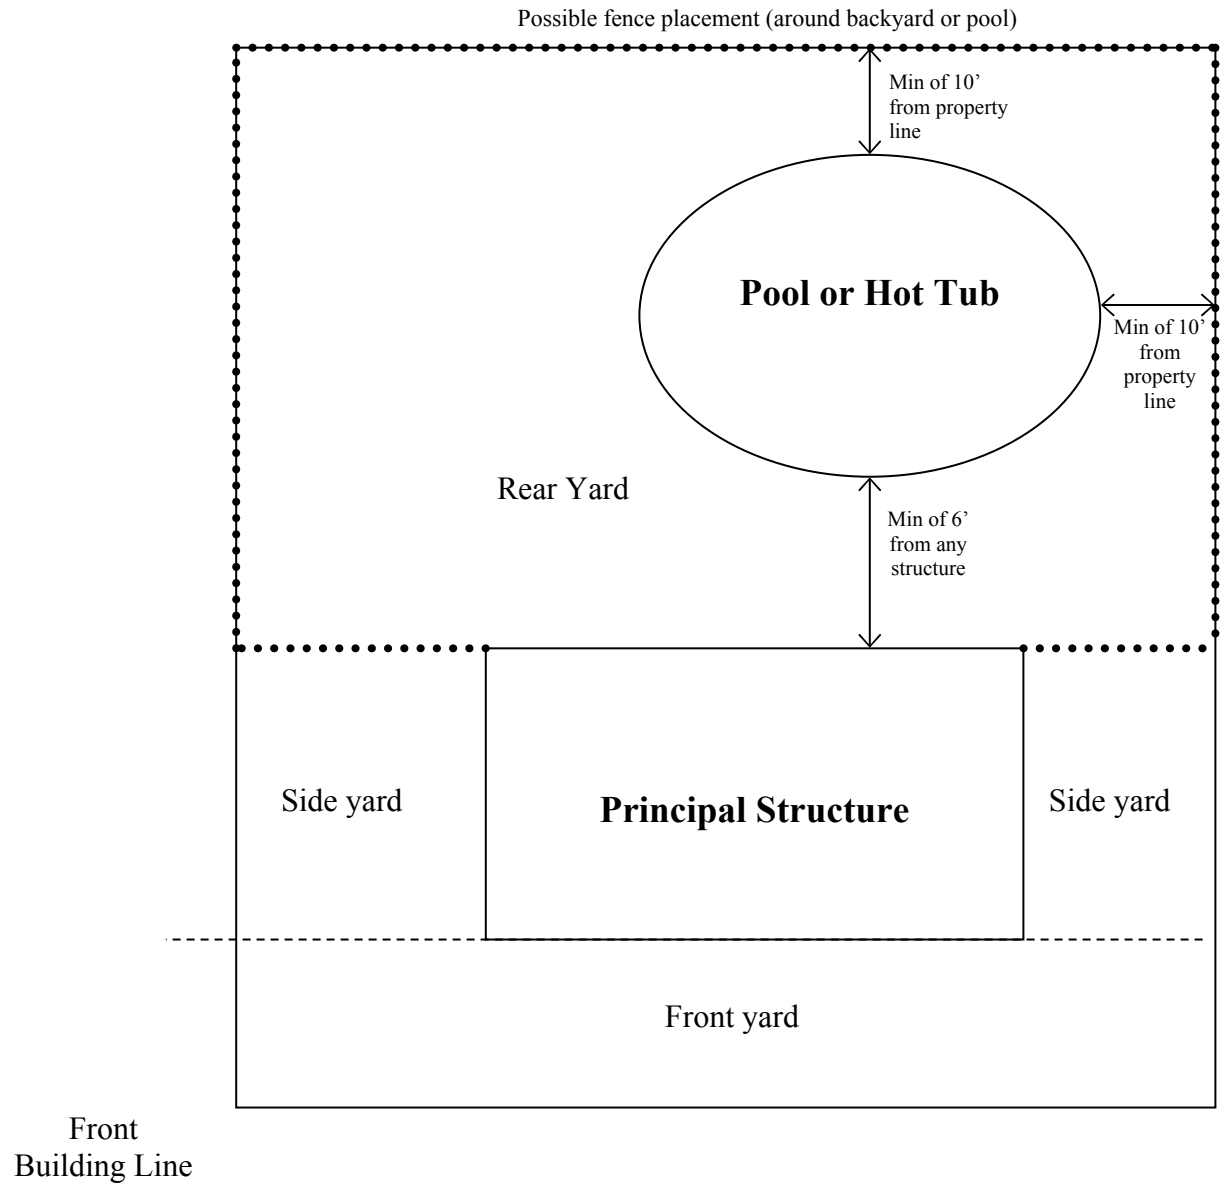 Possible fence placement (around backyard or pool)
Min of 10’
from property
line
Pool or Hot Tub
Min of 10’
from
property
line
Rear Yard
Min of 6’
from any
structure
Side yard
Principal Structure
Side yard
Front yard
Front
Building Line